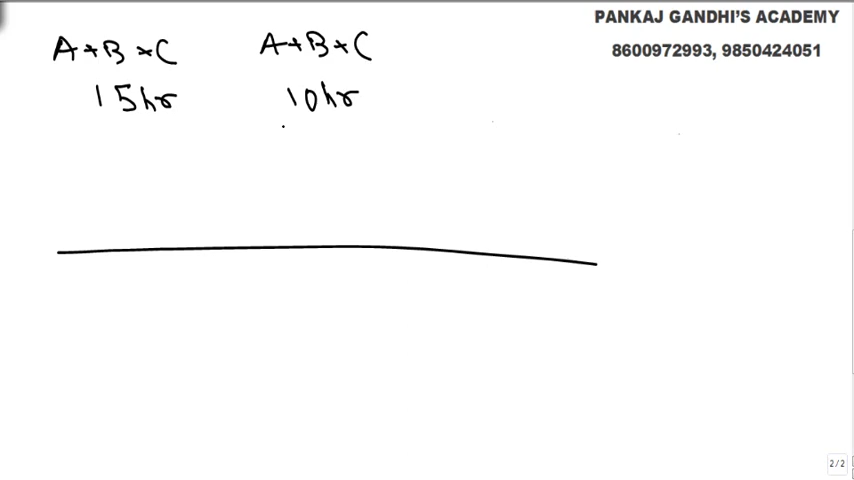 PANKAJ GANDHI'S ACADEMY
8600972993, 9850424051
A+B+C A+B+C
15hr 10hr
2/2